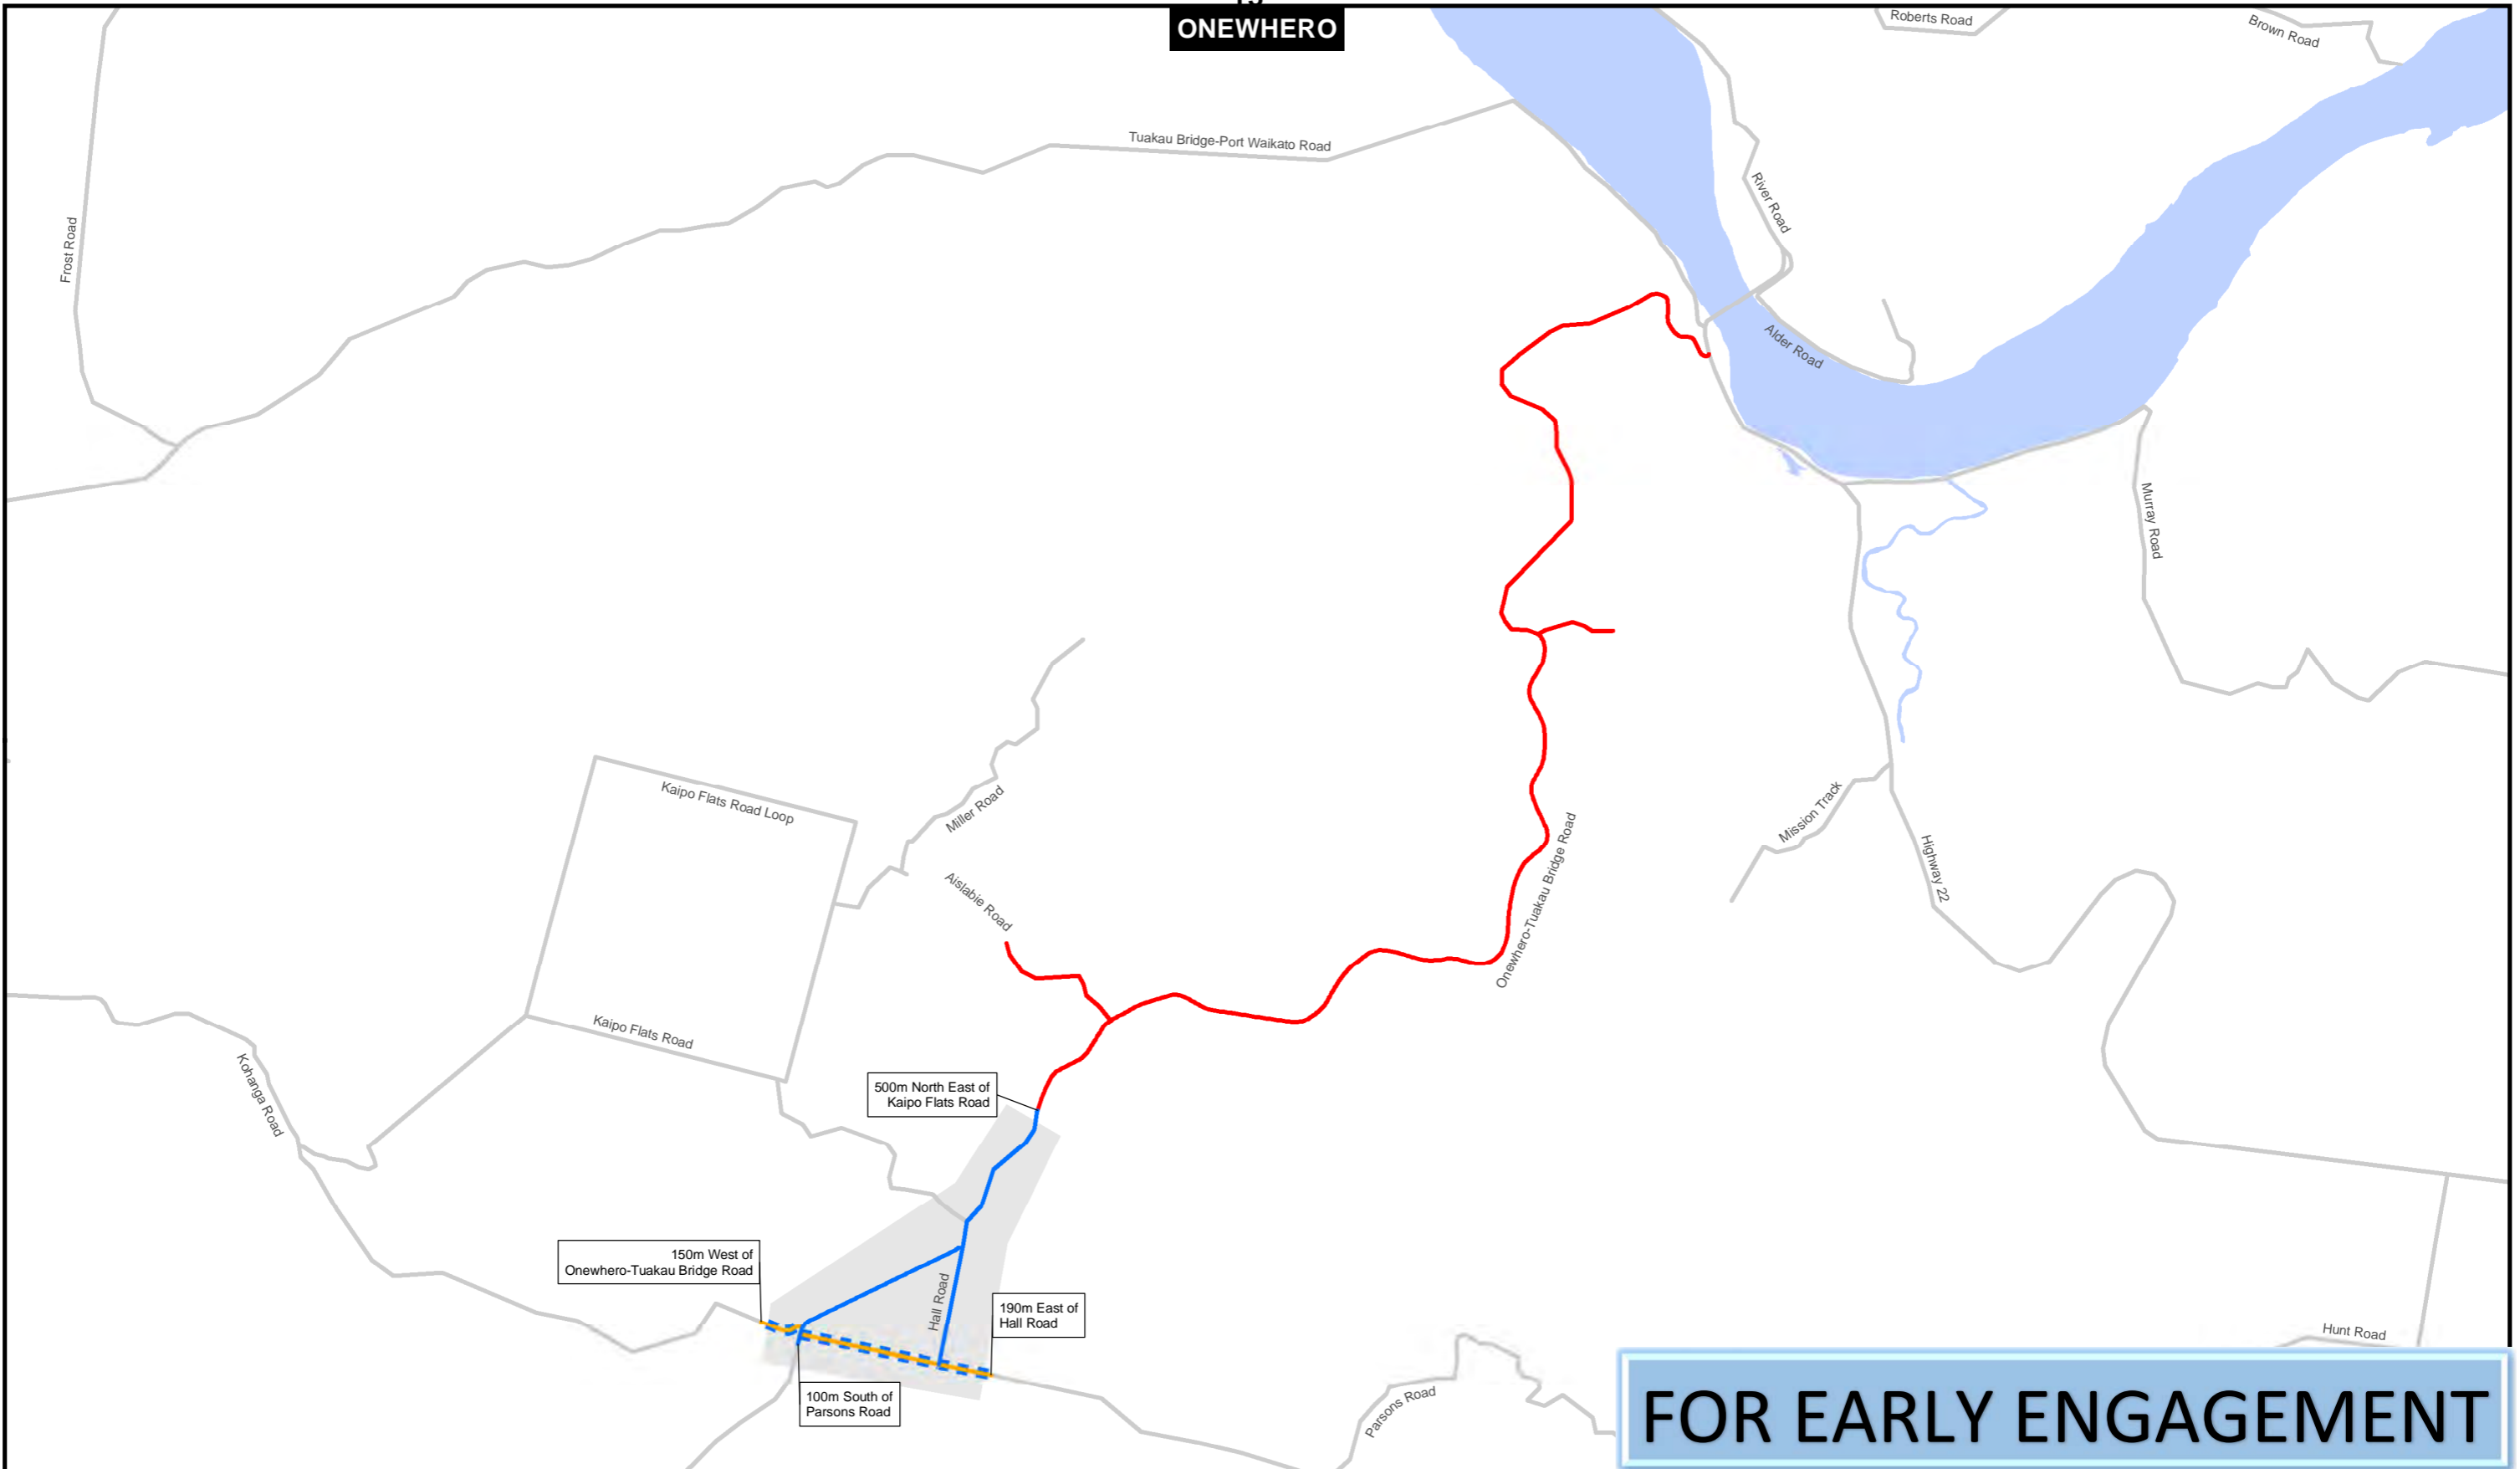 ONEWHERO
Roberts Road
Brown Road
Tuakau Bridge-Port Waikato Road
River Road
Frost Road
Alder Road
Murray Road
Kaipo Flats Road Loop
Miller Road
Mission Track
Highway 22
Aislabie Road
Onewhero-Tuakau Bridge Road
Kaipo Flats Road
Kohanga Road
500m North East of
Kaipo Flats Road
150m West of
Onewhero-Tuakau Bridge Road
Hall Road
190m East of
Hall Road
Hunt Road
100m South of
Parsons Road
Parsons Road
FOR EARLY ENGAGEMENT